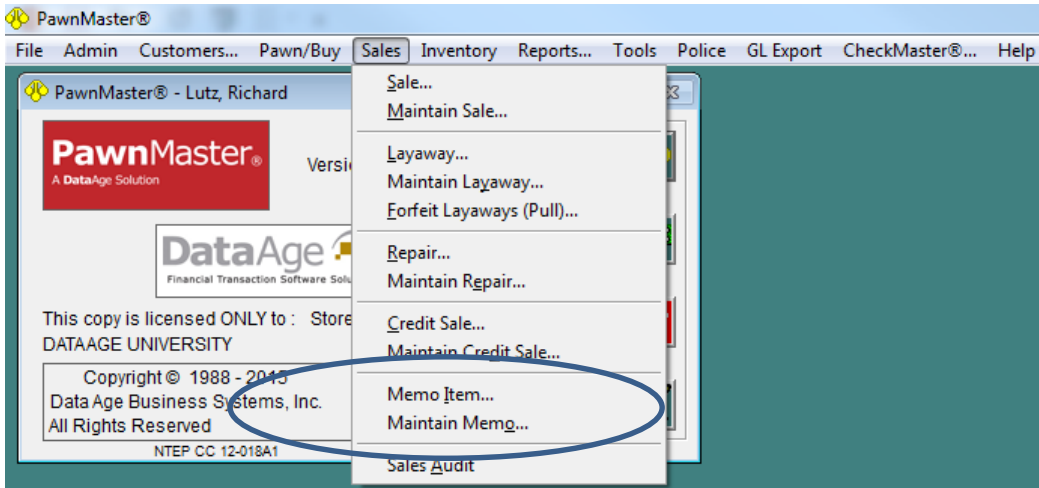 PawnMaster®
File Admin Customers... Pawn/Buy Sales Inventory Reports... Tools Police GL Export CheckMaster®... Help
PawnMaster® - Lutz, Richard
PawnMaster®
A DataAge Solution
Versi
DataAge
Financial Transaction Software Solu
This copy is licensed ONLY to : Store
DATAAGE UNIVERSITY
Copyright © 1988 - 2015
Data Age Business Systems, Inc.
All Rights Reserved
NTEP CC 12-018A1
Sale...
Maintain Sale...
Layaway...
Maintain Layaway...
Forfeit Layaways (Pull)...
Repair...
Maintain Repair...
Credit Sale...
Maintain Credit Sale...
Memo Item...
Maintain Memo...
Sales Audit